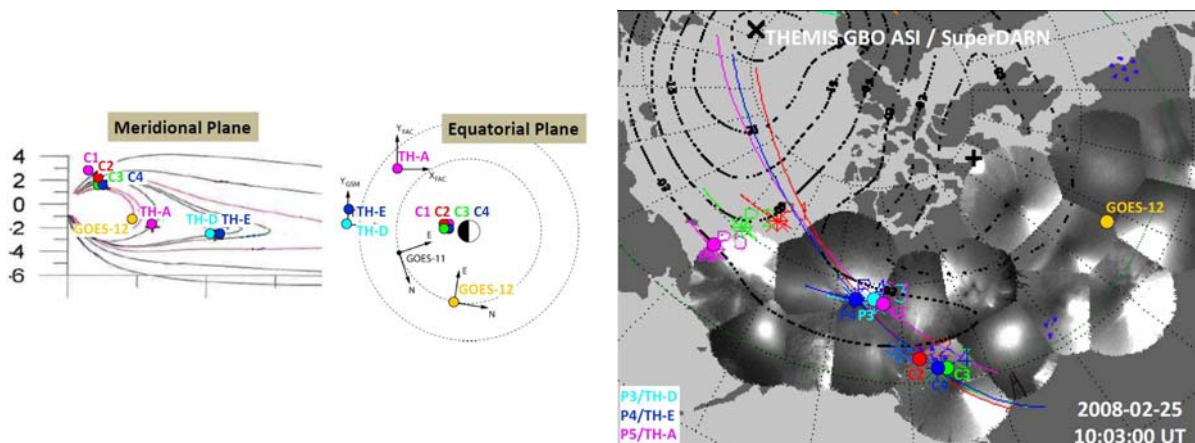 Meridional Plane
4
2
0
-2
-4
-6
C1
C2
C3
C4
GOES-12
TH-A
TH-D
TH-E
Equatorial Plane
Y_FAC
TH-A
X_FAC
Y_GSM
TH-E
TH-D
C1 C2 C3 C4
E
GOES-11
N
E
GOES-12
N
THEMIS GBO ASI / SuperDARN
GOES-12
P5
P4
P3
C2
C4
C3
P3/TH-D
P4/TH-E
P5/TH-A
2008-02-25
10:03:00 UT